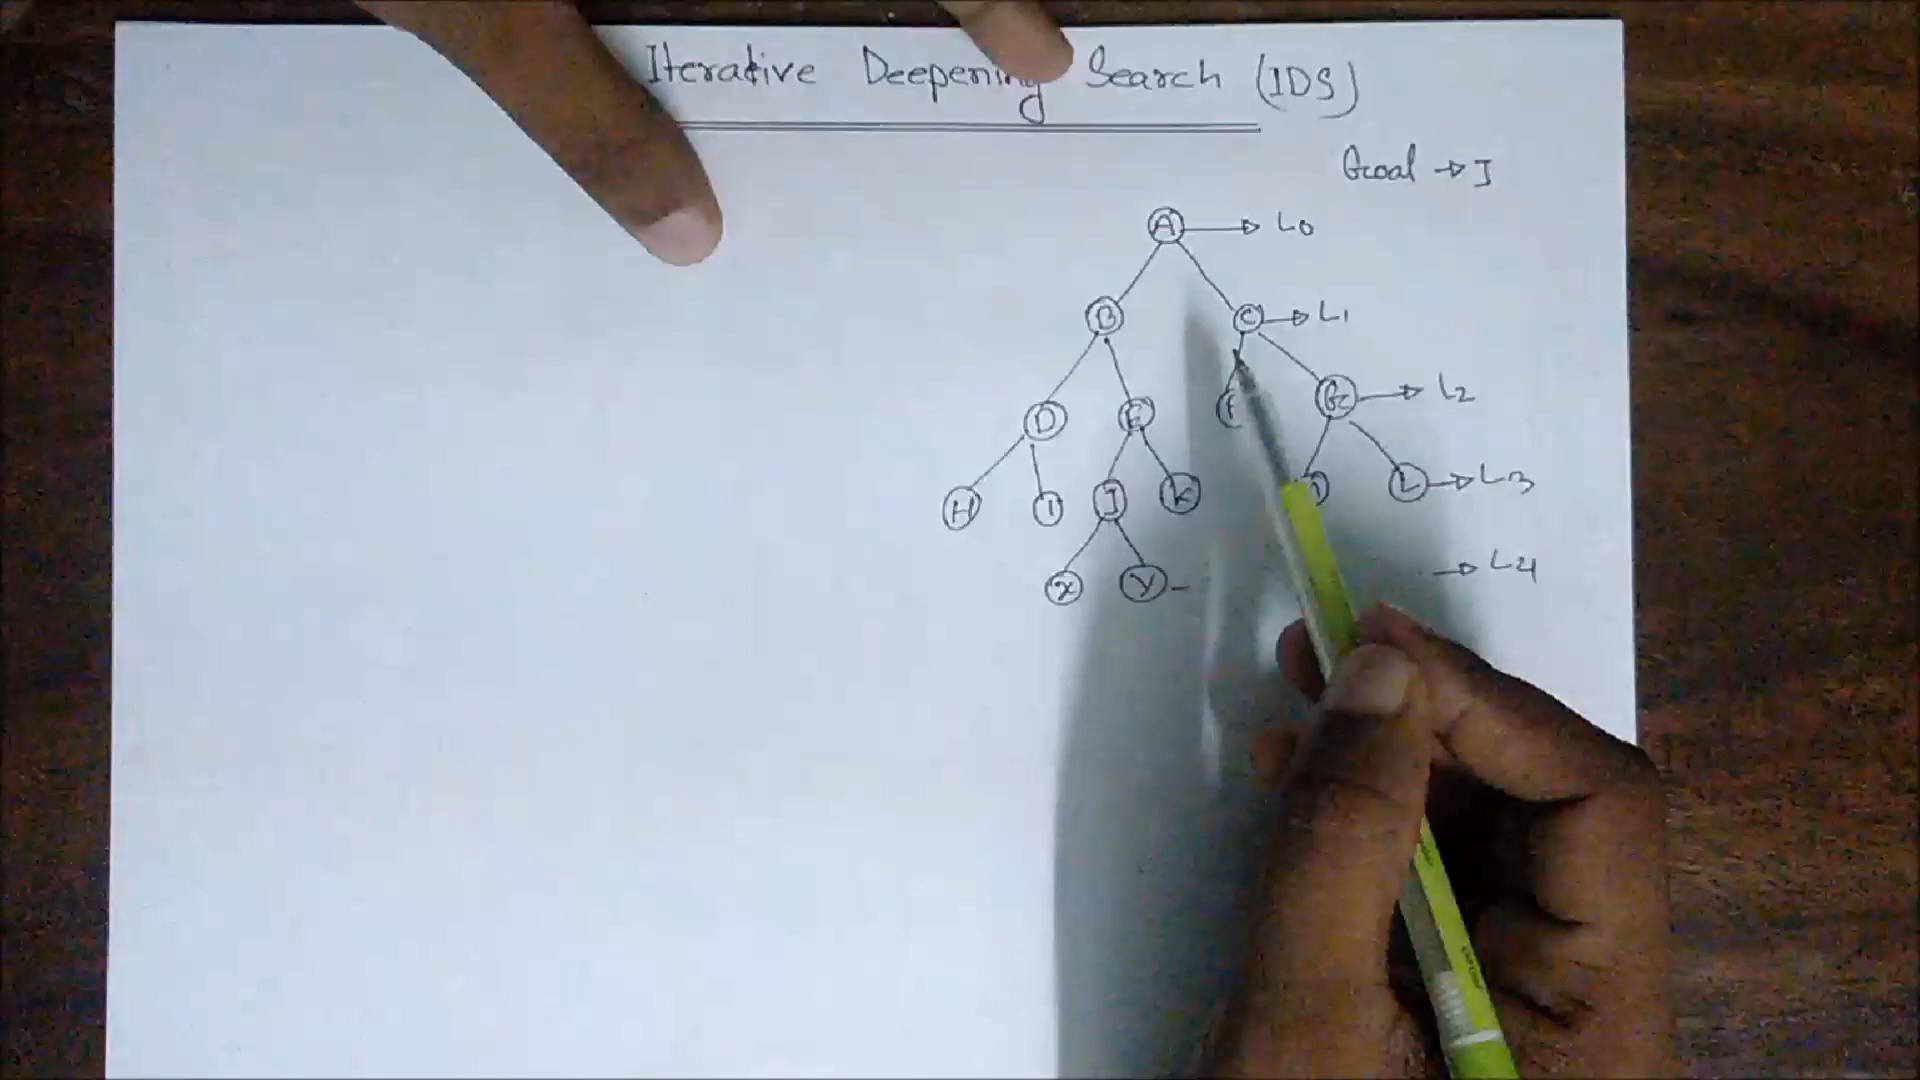 Iterative Deepening Search (IDS)
Goal → J
A → L0
B C → L1
D E F G → L2
H I J K L → L3
X Y - → L4